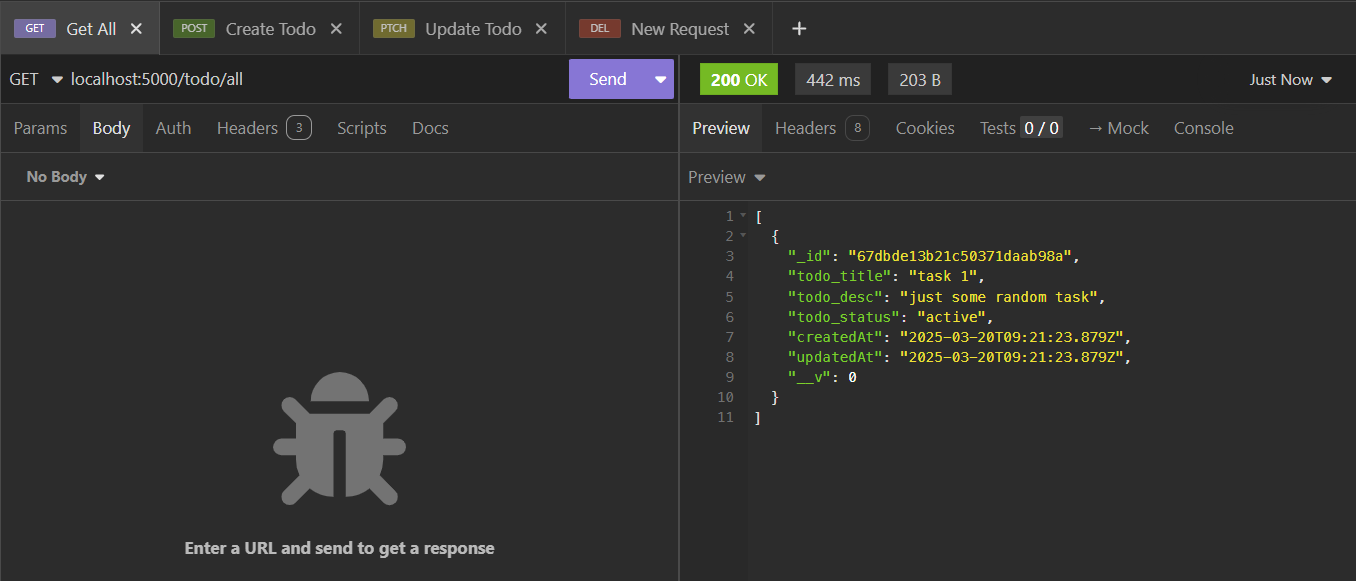 GET Get All POST Create Todo PTCH Update Todo DEL New Request
GET localhost:5000/todo/all Send
200 OK 442 ms 203 B Just Now
Params Body Auth Headers 3 Scripts Docs
Preview Headers 8 Cookies Tests 0 / 0 → Mock Console
No Body
Preview
1 [
2 {
3 "_id": "67dbde13b21c50371daab98a",
4 "todo_title": "task 1",
5 "todo_desc": "just some random task",
6 "todo_status": "active",
7 "createdAt": "2025-03-20T09:21:23.879Z",
8 "updatedAt": "2025-03-20T09:21:23.879Z",
9 "__v": 0
10 }
11 ]
Enter a URL and send to get a response